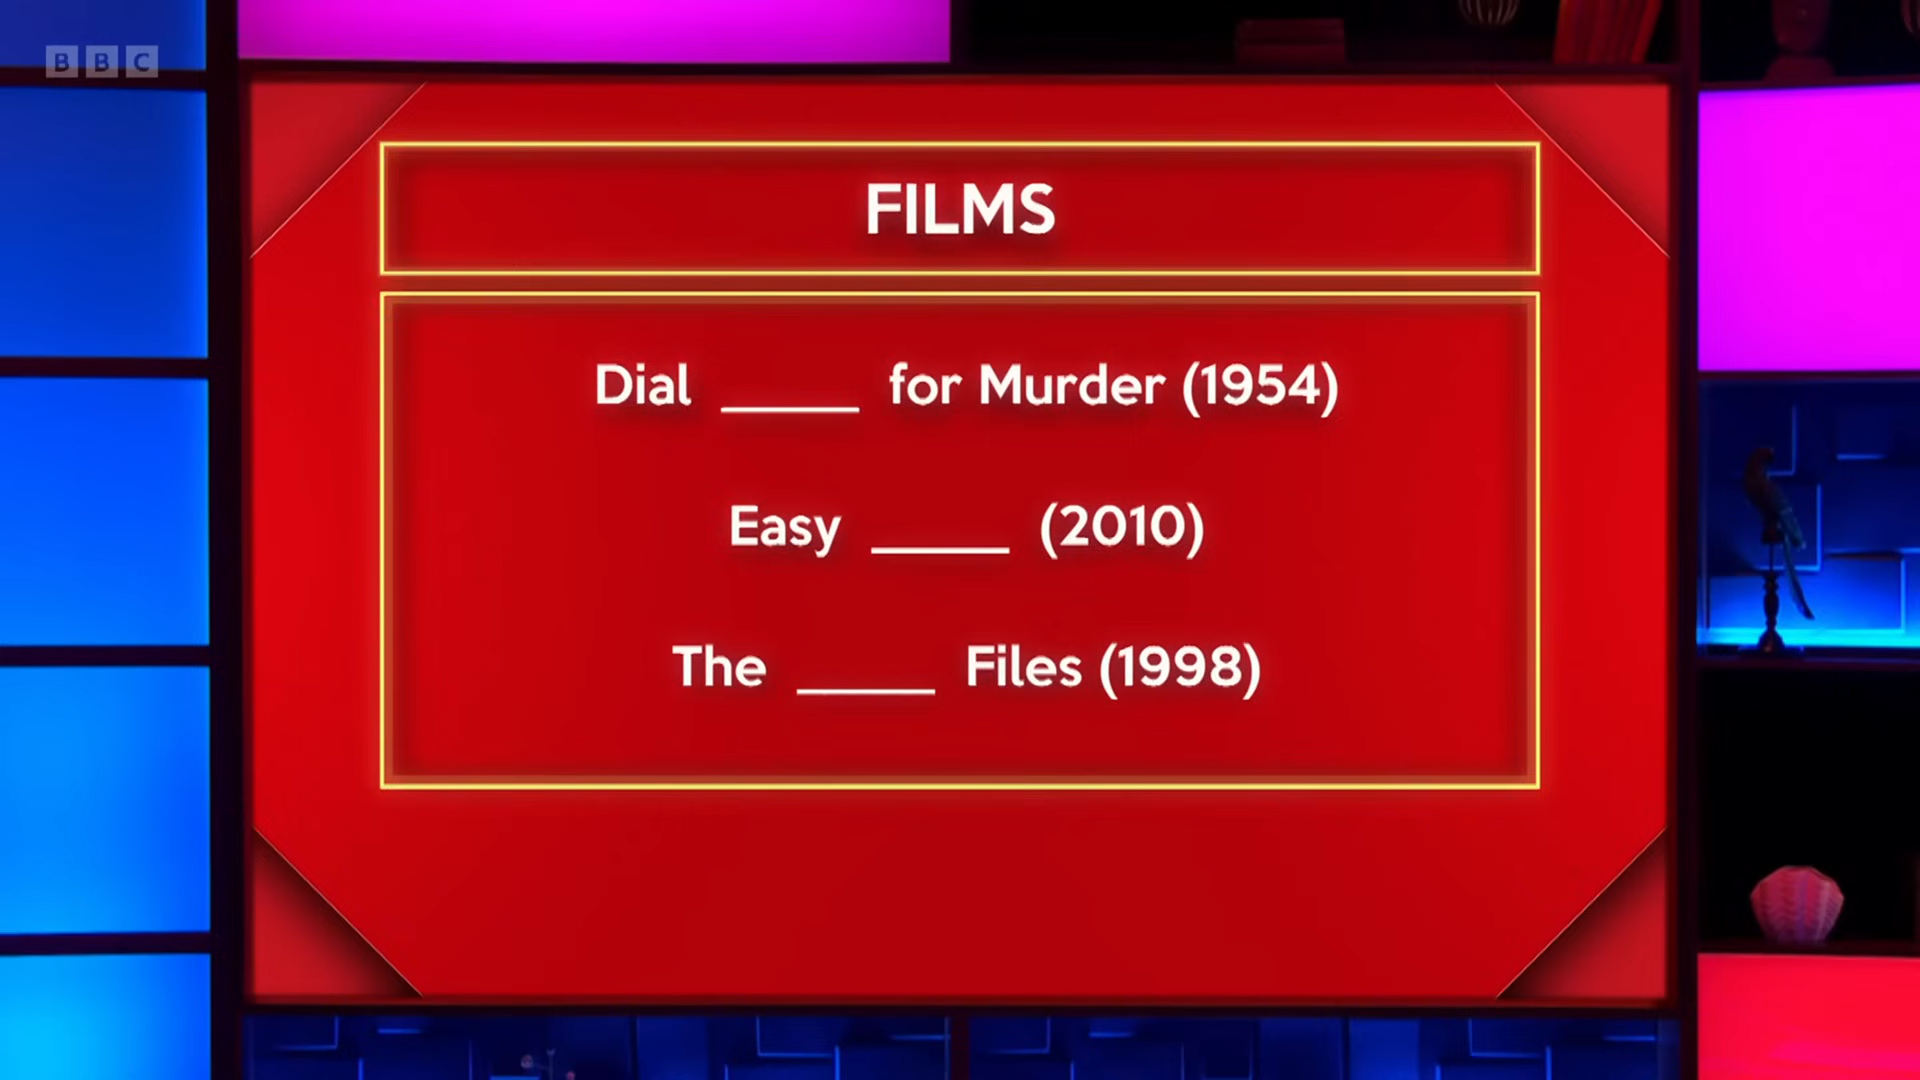 BBC
FILMS
Dial ____ for Murder (1954)
Easy ____ (2010)
The ____ Files (1998)